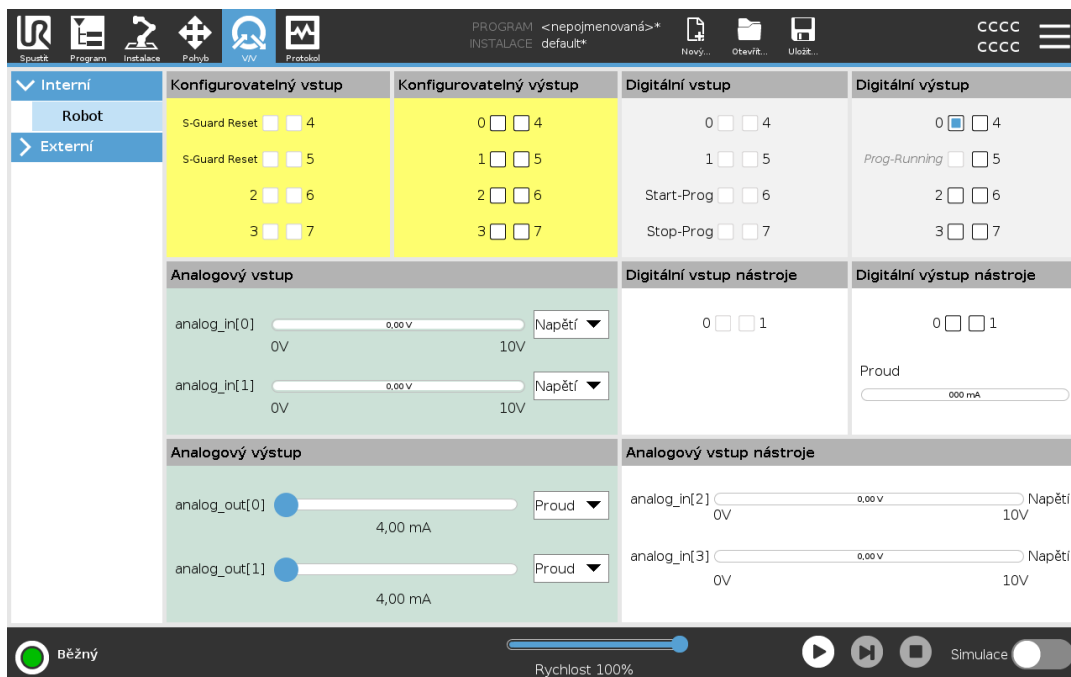 PROGRAM <nepojmenovaná>*
INSTALACE default*
CCCC
CCCC
Spustit Program Instalace Pohyb V/V Protokol Nový... Otevřít... Uložit...
Interní
Robot
Externí
Konfigurovatelný vstup
S-Guard Reset 4
S-Guard Reset 5
2 6
3 7
Konfigurovatelný výstup
0 4
1 5
2 6
3 7
Digitální vstup
0 4
1 5
Start-Prog 6
Stop-Prog 7
Digitální výstup
0 4
Prog-Running 5
2 6
3 7
Analogový vstup
analog_in[0] 0,00 V Napětí
0V 10V
analog_in[1] 0,00 V Napětí
0V 10V
Digitální vstup nástroje
0 1
Digitální výstup nástroje
0 1
Proud
000 mA
Analogový výstup
analog_out[0] Proud
4,00 mA
analog_out[1] Proud
4,00 mA
Analogový vstup nástroje
analog_in[2] 0,00 V Napětí
0V 10V
analog_in[3] 0,00 V Napětí
0V 10V
Běžný
Rychlost 100%
Simulace